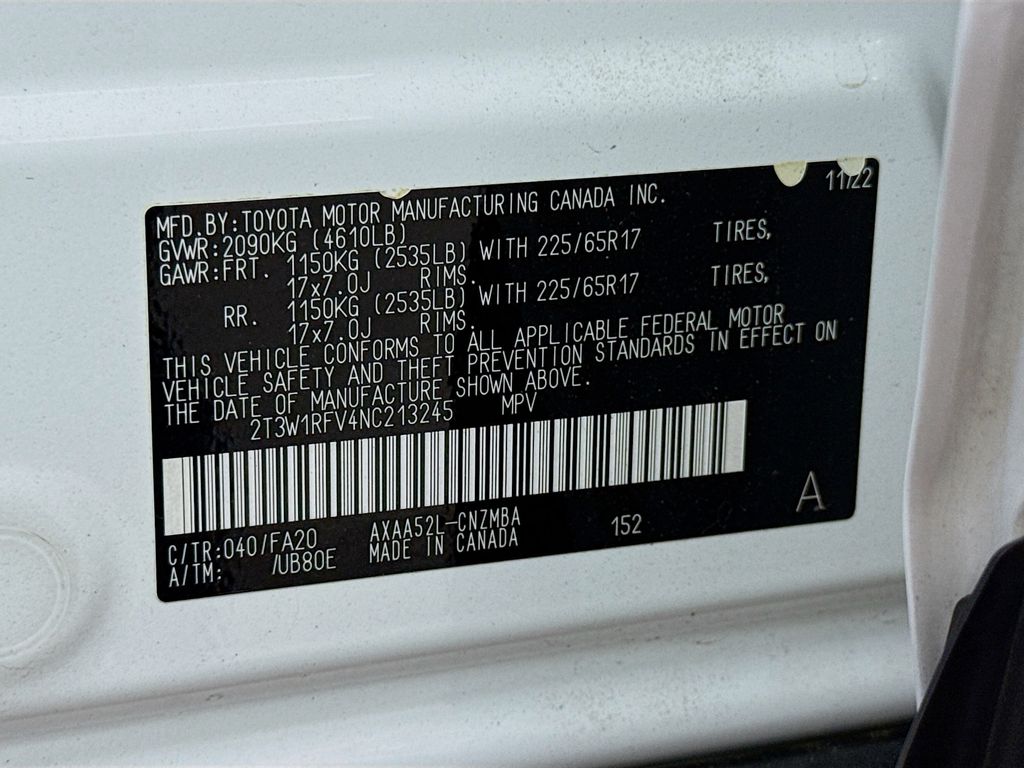 11/22
MFD.BY:TOYOTA MOTOR MANUFACTURING CANADA INC.
GVWR:2090KG (4610LB)
GAWR:FRT. 1150KG (2535LB) WITH 225/65R17 TIRES,
17x7.0J RIMS.
RR. 1150KG (2535LB) WITH 225/65R17 TIRES,
17x7.0J RIMS.
THIS VEHICLE CONFORMS TO ALL APPLICABLE FEDERAL MOTOR
VEHICLE SAFETY AND THEFT PREVENTION STANDARDS IN EFFECT ON
THE DATE OF MANUFACTURE SHOWN ABOVE.
2T3W1RFV4NC213245 MPV
C/TR:040/FA20 AXAA52L-CNZMBA 152 A
A/TM: /UB80E MADE IN CANADA